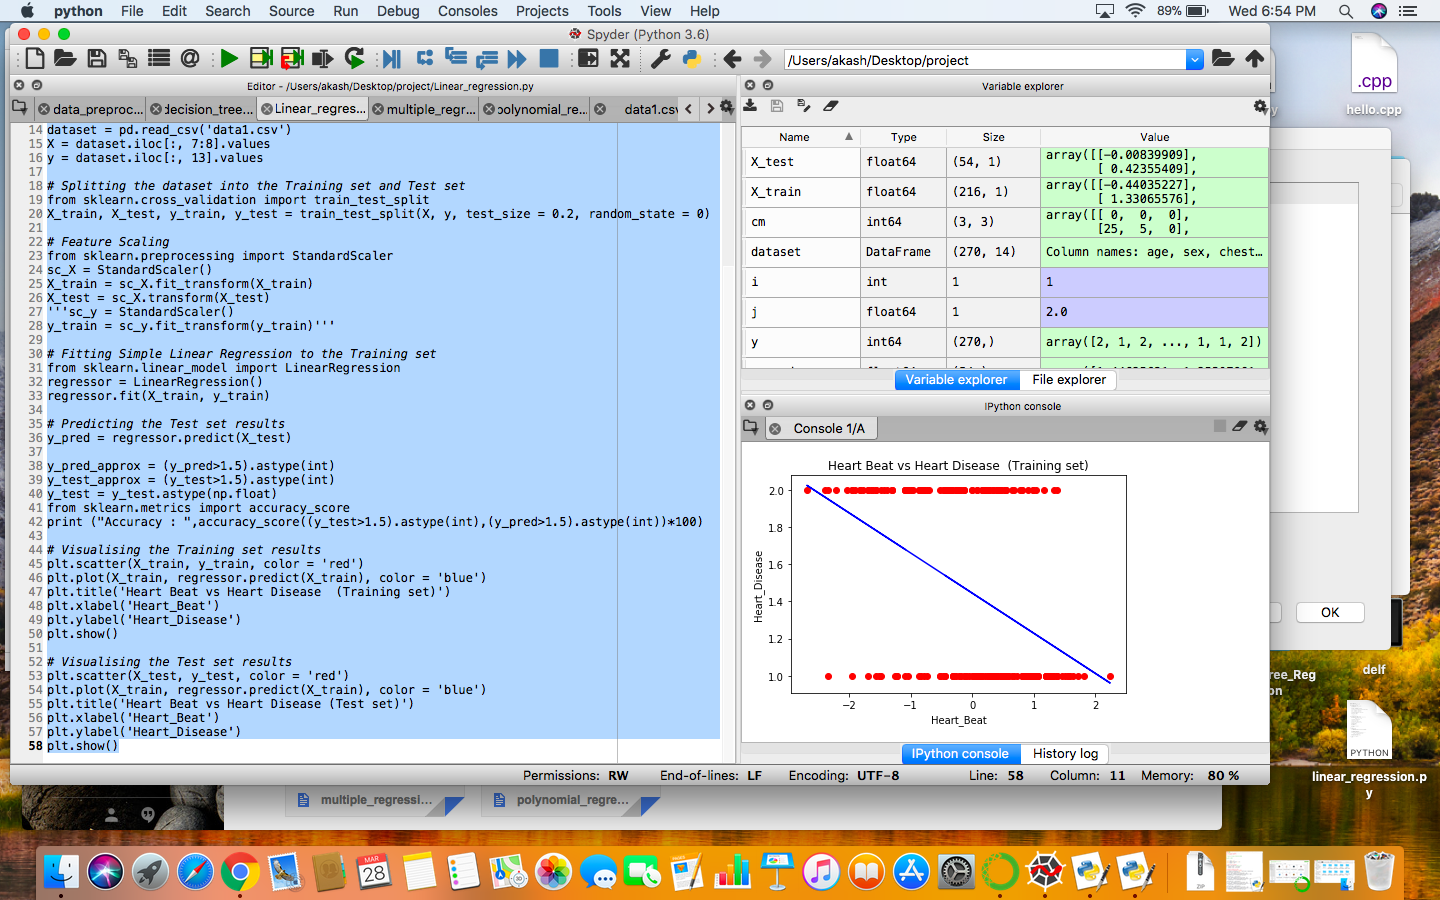 python File Edit Search Source Run Debug Consoles Projects Tools View Help
89% Wed 6:54 PM
Spyder (Python 3.6)
/Users/akash/Desktop/project
Editor - /Users/akash/Desktop/project/Linear_regression.py
data_preproc... decision_tree... Linear_regres... multiple_regr... polynomial_re... data1.csv
14 dataset = pd.read_csv('data1.csv')
15 X = dataset.iloc[:, 7:8].values
16 y = dataset.iloc[:, 13].values
17
18 # Splitting the dataset into the Training set and Test set
19 from sklearn.cross_validation import train_test_split
20 X_train, X_test, y_train, y_test = train_test_split(X, y, test_size = 0.2, random_state = 0)
21
22 # Feature Scaling
23 from sklearn.preprocessing import StandardScaler
24 sc_X = StandardScaler()
25 X_train = sc_X.fit_transform(X_train)
26 X_test = sc_X.transform(X_test)
27 '''sc_y = StandardScaler()
28 y_train = sc_y.fit_transform(y_train)'''
29
30 # Fitting Simple Linear Regression to the Training set
31 from sklearn.linear_model import LinearRegression
32 regressor = LinearRegression()
33 regressor.fit(X_train, y_train)
34
35 # Predicting the Test set results
36 y_pred = regressor.predict(X_test)
37
38 y_pred_approx = (y_pred>1.5).astype(int)
39 y_test_approx = (y_test>1.5).astype(int)
40 y_test = y_test.astype(np.float)
41 from sklearn.metrics import accuracy_score
42 print ("Accuracy : ",accuracy_score((y_test>1.5).astype(int),(y_pred>1.5).astype(int))*100)
43
44 # Visualising the Training set results
45 plt.scatter(X_train, y_train, color = 'red')
46 plt.plot(X_train, regressor.predict(X_train), color = 'blue')
47 plt.title('Heart Beat vs Heart Disease  (Training set)')
48 plt.xlabel('Heart_Beat')
49 plt.ylabel('Heart_Disease')
50 plt.show()
51
52 # Visualising the Test set results
53 plt.scatter(X_test, y_test, color = 'red')
54 plt.plot(X_train, regressor.predict(X_train), color = 'blue')
55 plt.title('Heart Beat vs Heart Disease (Test set)')
56 plt.xlabel('Heart_Beat')
57 plt.ylabel('Heart_Disease')
58 plt.show()
Variable explorer
Name Type Size Value
X_test float64 (54, 1) array([[-0.00839909],
[ 0.42355409],
X_train float64 (216, 1) array([[-0.44035227],
[ 1.33065576],
cm int64 (3, 3) array([[ 0, 0, 0],
[25, 5, 0],
dataset DataFrame (270, 14) Column names: age, sex, chest...
i int 1 1
j float64 1 2.0
y int64 (270,) array([2, 1, 2, ..., 1, 1, 2])
Variable explorer File explorer
IPython console
Console 1/A
Heart Beat vs Heart Disease (Training set)
2.0
1.8
1.6
1.4
1.2
1.0
Heart_Disease
−2 −1 0 1 2
Heart_Beat
IPython console History log
Permissions: RW End-of-lines: LF Encoding: UTF-8 Line: 58 Column: 11 Memory: 80 %
.cpp
hello.cpp
OK
ree_Reg
on
delf
PYTHON
linear_regression.p
y
multiple_regressi...
polynomial_regre...
MAR
28
ZIP